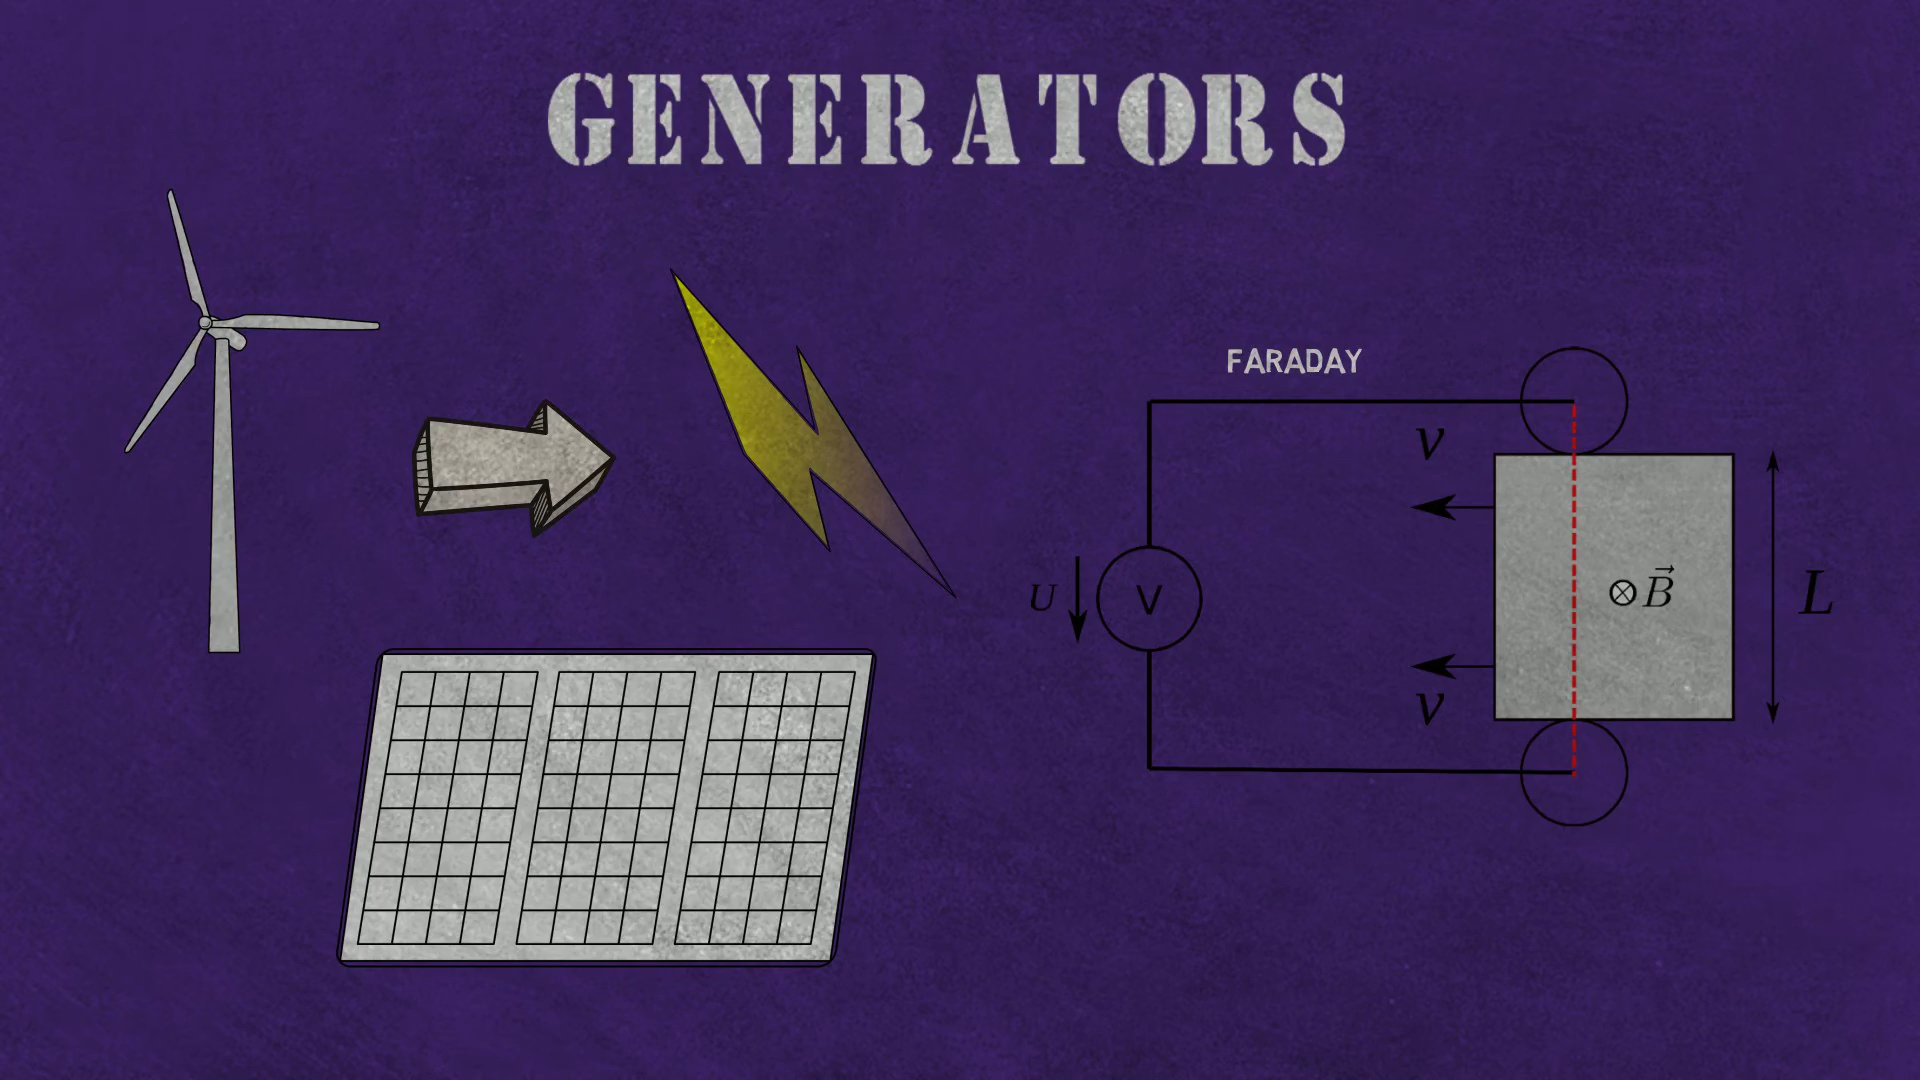 GENERATORS
FARADAY
v
U
V
⊗B⃗
L
v